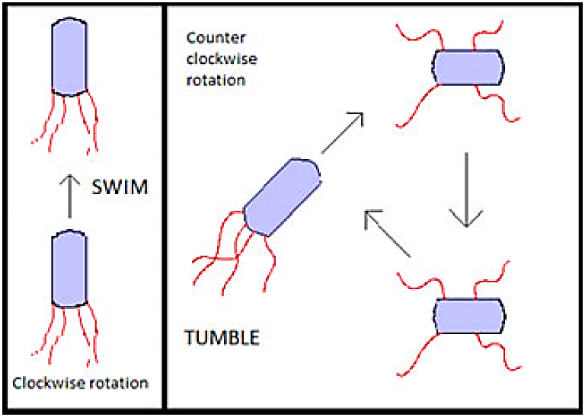 SWIM
Clockwise rotation
Counter
clockwise
rotation
TUMBLE